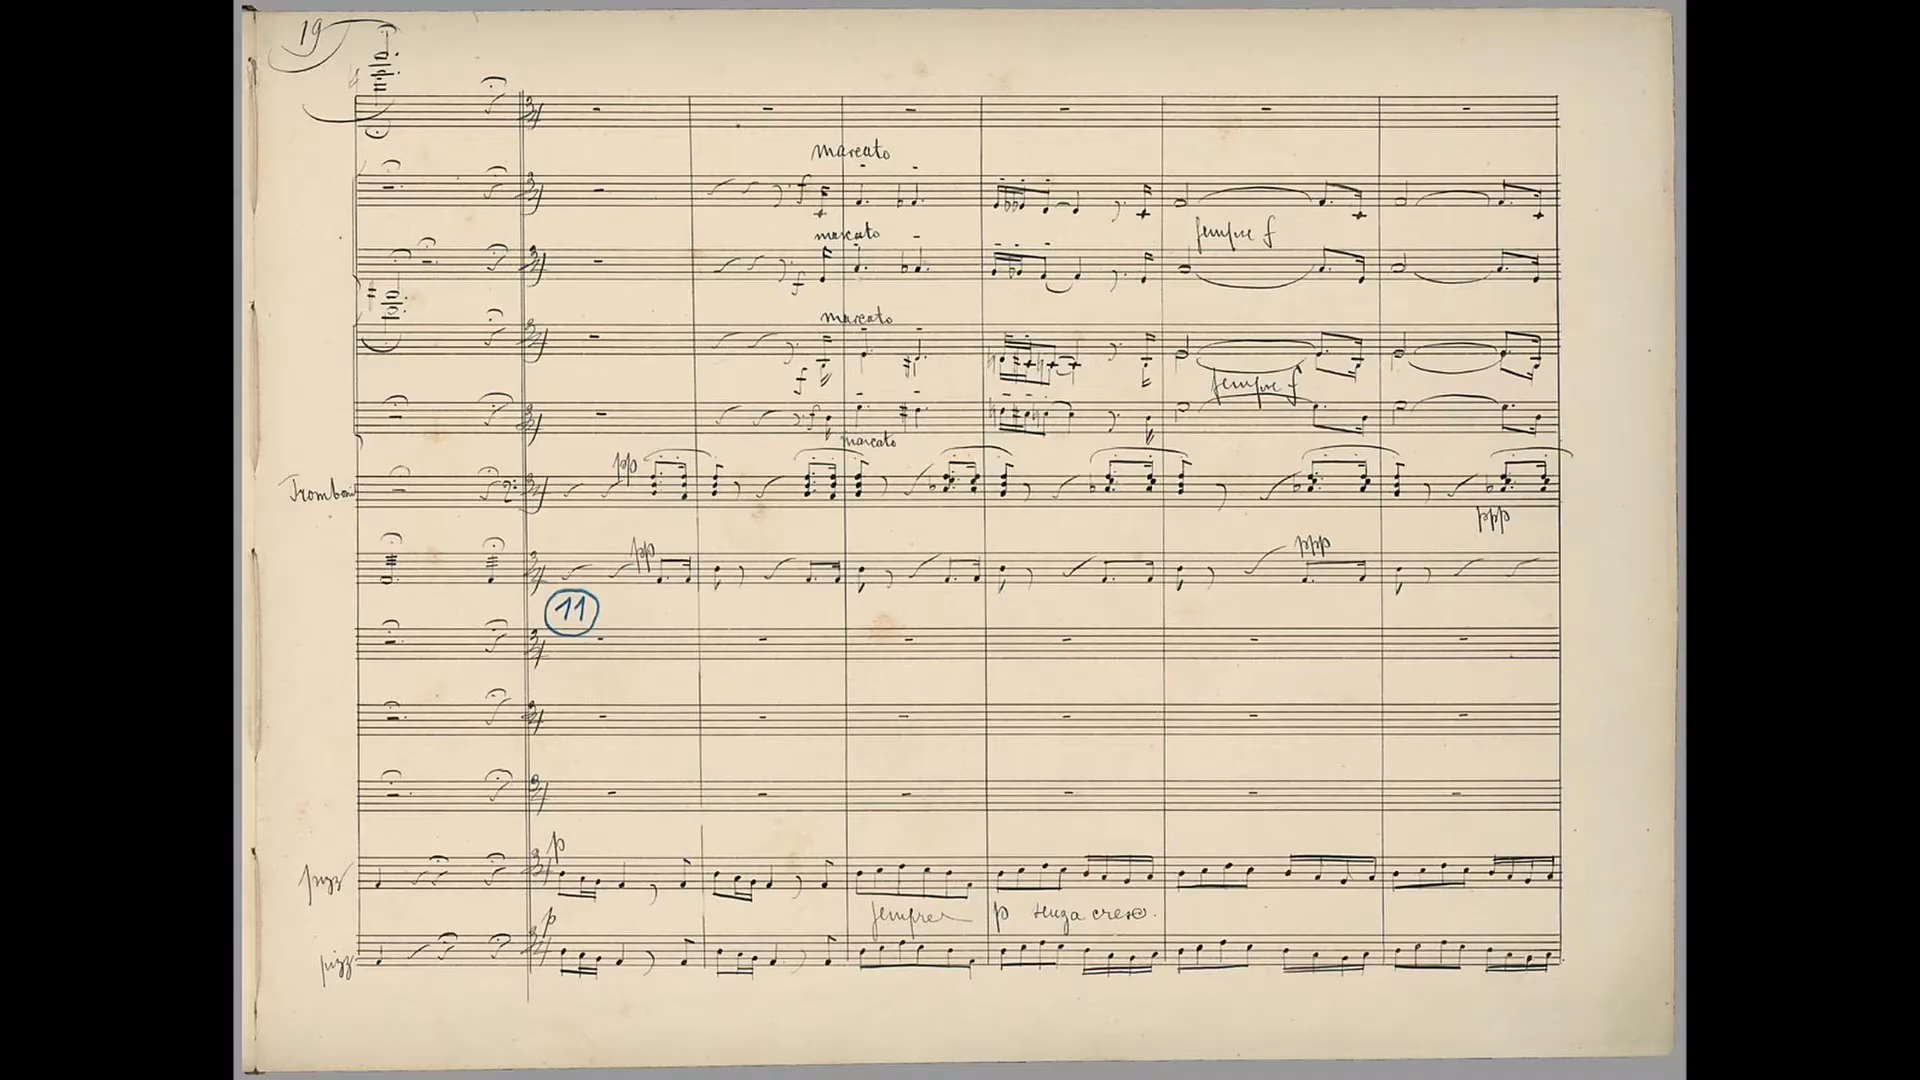 19
marcato
f
sempre f
marcato
f
marcato
f
sempre f
f
marcato
Tromboni
pp
ppp
pp
ppp
11
p
pizz
sempre p senza cresc.
p
pizz